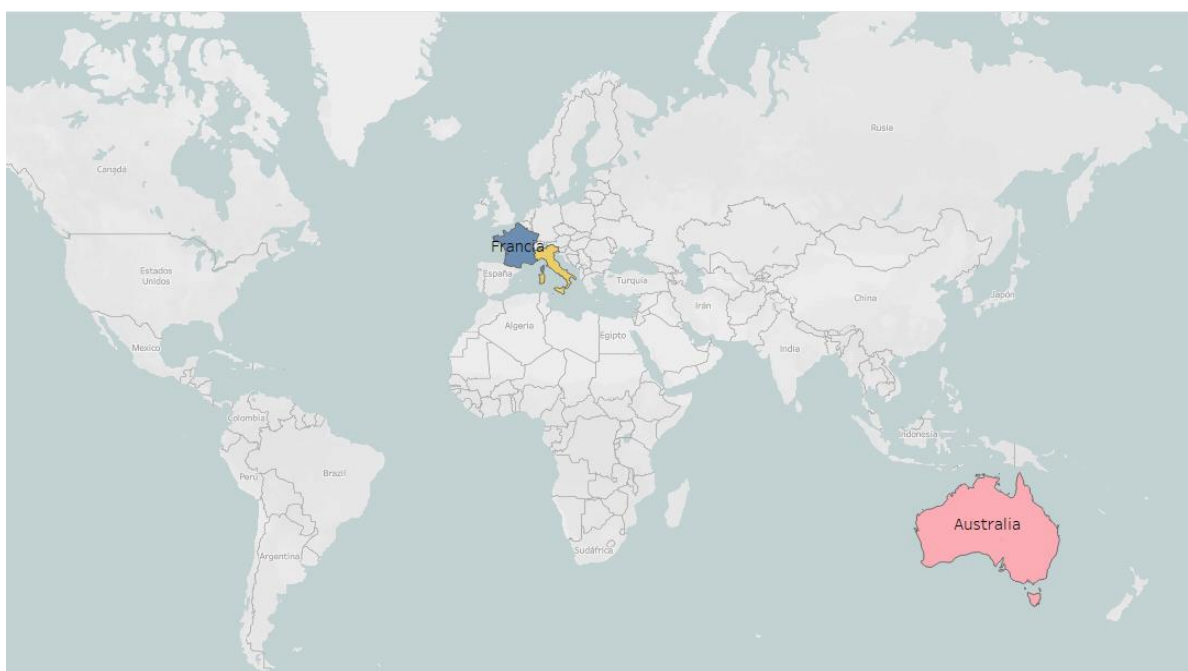 Rusia
Canadá
Francia
Estados
Unidos
España
Turquía
China
Japón
Irán
Argelia
Egipto
Mexico
India
Colombia
Indonesia
Perú
Brazil
Australia
Sudáfrica
Argentina